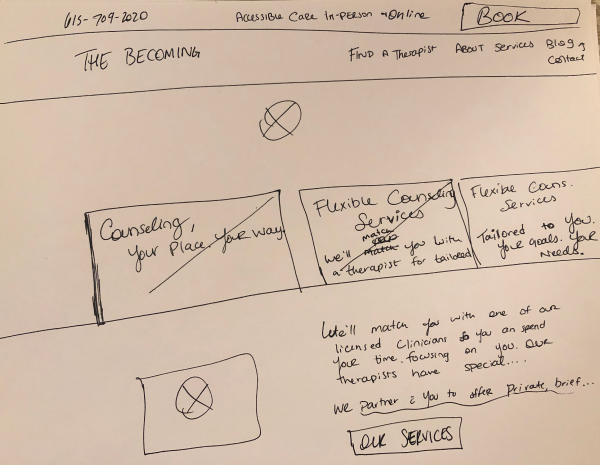 615-709-2020
Accessible Care In-person + Online
BOOK
THE BECOMING
FIND A Therapist ABOUT Services Blog
Contact
Counseling,
Your Place, Your Way.
Flexible Counseling
Services
match
We'll match you with
a therapist for tailored
Flexible Couns.
Services
Tailored to you.
Your goals. Your
Needs.
We'll match you with one of our
licensed Clinicians so you can spend
your time focusing on you. Our
therapists have special....
We partner you to offer private, brief...
OUR SERVICES